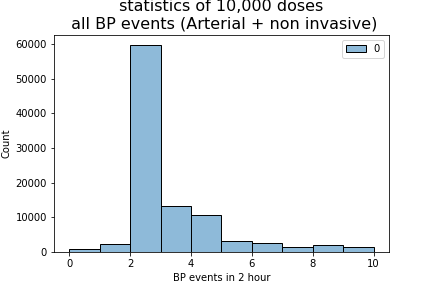 statistics of 10,000 doses
all BP events (Arterial + non invasive)
0
60000
50000
40000
30000
20000
10000
0
Count
0 2 4 6 8 10
BP events in 2 hour